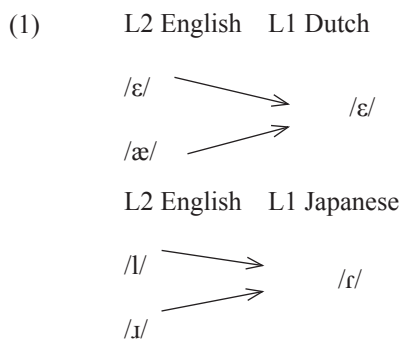 (1) L2 English L1 Dutch
/ɛ/
/ɛ/
/æ/
L2 English L1 Japanese
/l/
/ɾ/
/ɹ/